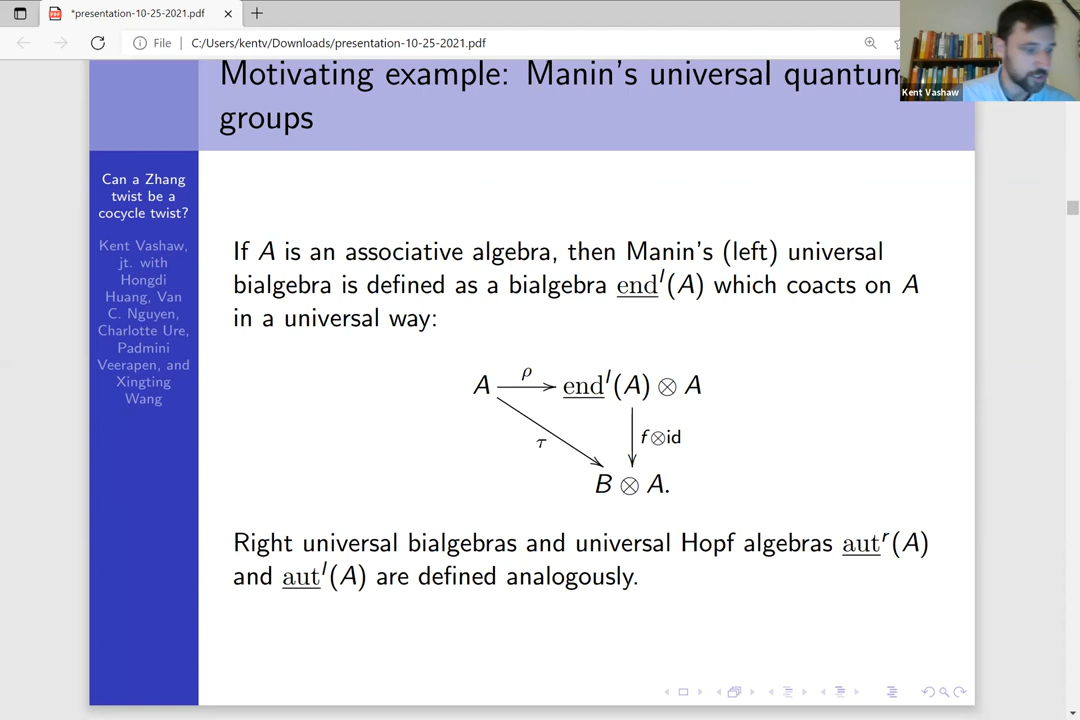 *presentation-10-25-2021.pdf
File
C:/Users/kentv/Downloads/presentation-10-25-2021.pdf
Kent Vashaw
Motivating example: Manin's universal quantum
groups
Can a Zhang
twist be a
cocycle twist?
Kent Vashaw,
jt. with
Hongdi
Huang, Van
C. Nguyen,
Charlotte Ure,
Padmini
Veerapen, and
Xingting
Wang
If A is an associative algebra, then Manin's (left) universal
bialgebra is defined as a bialgebra end^l(A) which coacts on A
in a universal way:
A ρ end^l(A) ⊗ A
τ f⊗id
B ⊗ A.
Right universal bialgebras and universal Hopf algebras aut^r(A)
and aut^l(A) are defined analogously.